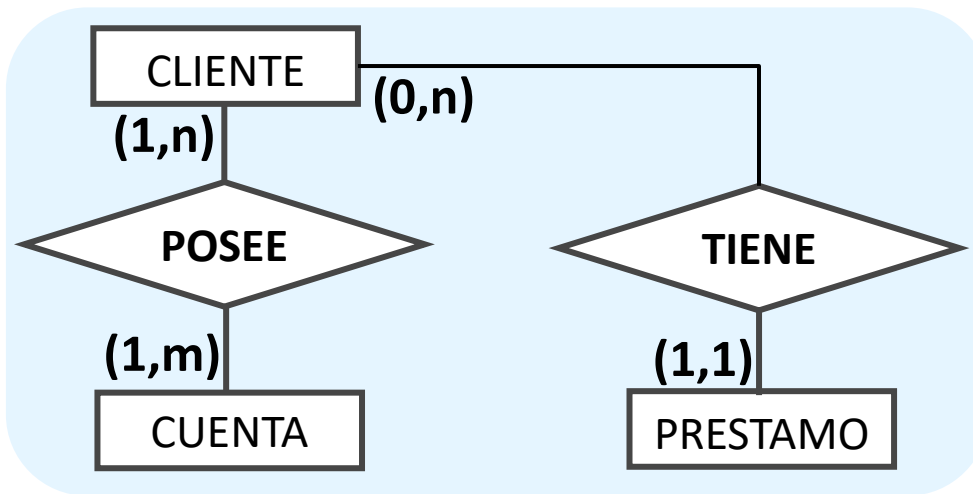 CLIENTE
(0,n)
(1,n)
POSEE
TIENE
(1,m)
(1,1)
CUENTA
PRESTAMO